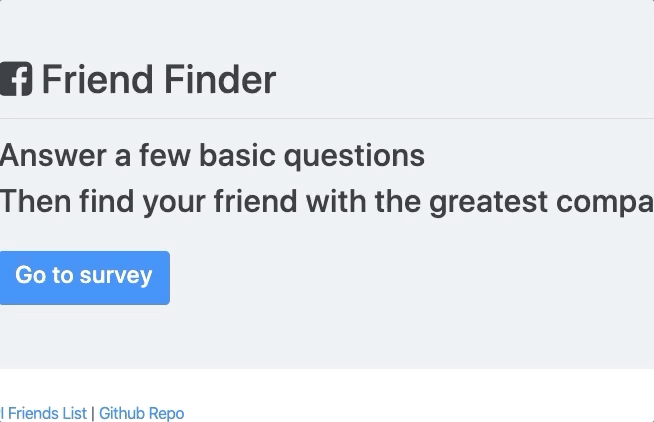 Friend Finder
Answer a few basic questions
Then find your friend with the greatest compa
Go to survey
I Friends List | Github Repo